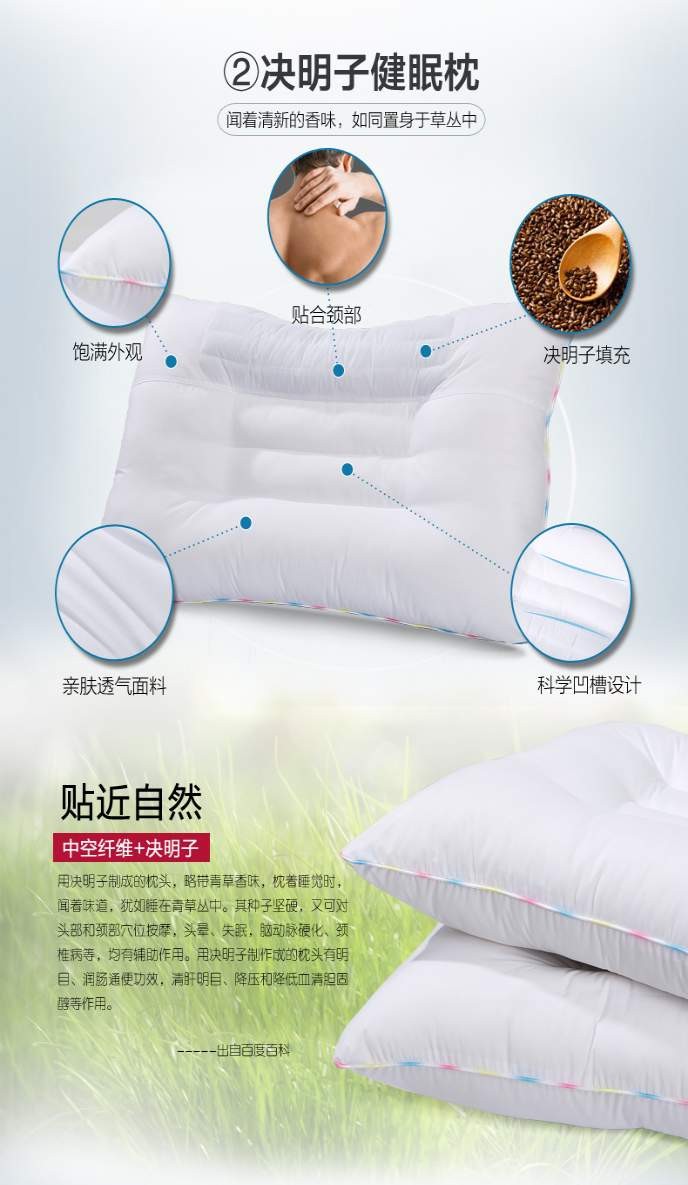 ②决明子健眠枕
闻着清新的香味，如同置身于草丛中
贴合颈部
饱满外观
决明子填充
亲肤透气面料
科学凹槽设计
贴近自然
中空纤维+决明子
用决明子制成的枕头，略带青草香味，枕着睡觉时，
闻着味道，犹如睡在青草丛中。其种子坚硬，又可对
头部和颈部穴位按摩，头晕、失眠，脑动脉硬化、颈
椎病等，均有辅助作用。用决明子制作成的枕头有明
目、润肠通便功效，清肝明目、降压和降低血清胆固
醇等作用。
-----出自百度百科